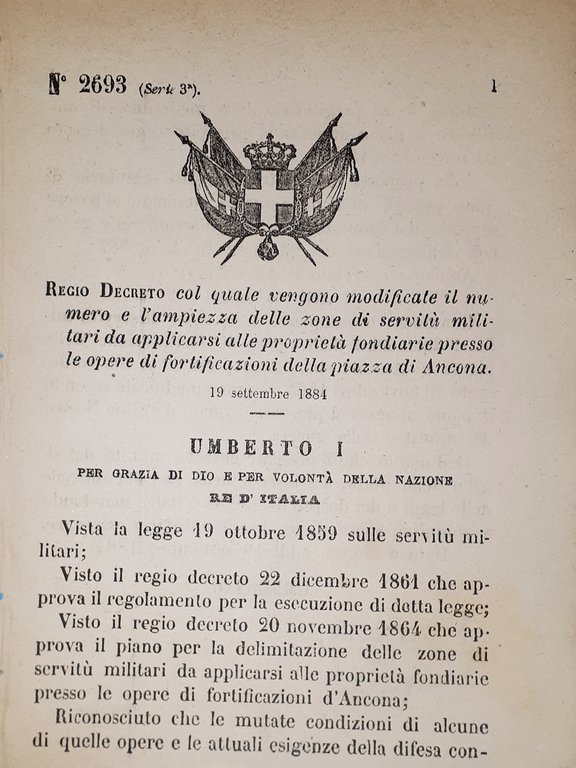 N° 2693 (Serie 3ª). 1
REGIO DECRETO col quale vengono modificate il nu-
mero e l'ampiezza delle zone di servitù mili-
tari da applicarsi alle proprietà fondiarie presso
le opere di fortificazioni della piazza di Ancona.
19 settembre 1884
UMBERTO I
PER GRAZIA DI DIO E PER VOLONTÀ DELLA NAZIONE
RE D'ITALIA
Vista la legge 19 ottobre 1859 sulle servitù mi-
litari;
Visto il regio decreto 22 dicembre 1861 che ap-
prova il regolamento per la esecuzione di detta legge;
Visto il regio decreto 20 novembre 1864 che ap-
prova il piano per la delimitazione delle zone di
servitù militari da applicarsi alle proprietà fondiarie
presso le opere di fortificazioni d'Ancona;
Riconosciuto che le mutate condizioni di alcune
di quelle opere e le attuali esigenze della difesa con-